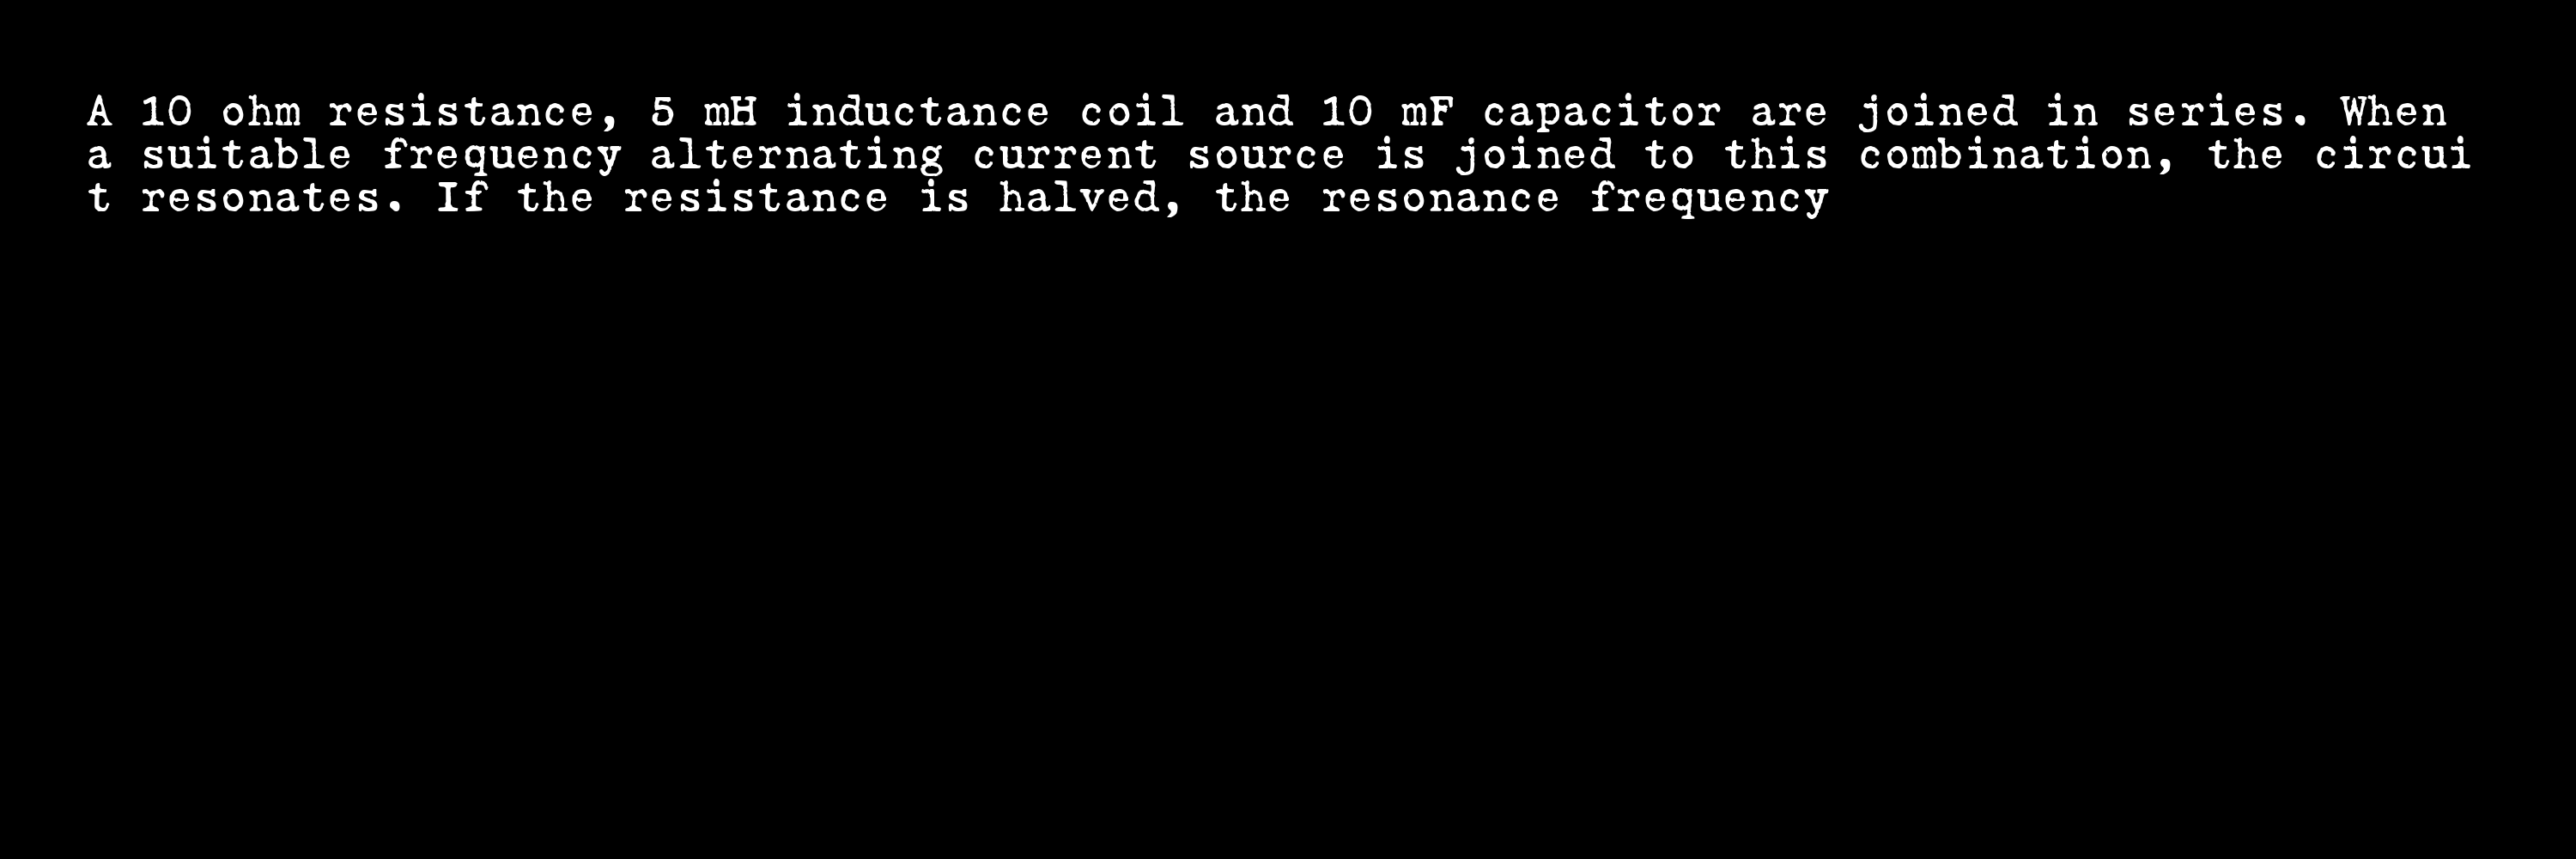 A 10 ohm resistance, 5 mH inductance coil and 10 mF capacitor are joined in series. When
a suitable frequency alternating current source is joined to this combination, the circui
t resonates. If the resistance is halved, the resonance frequency